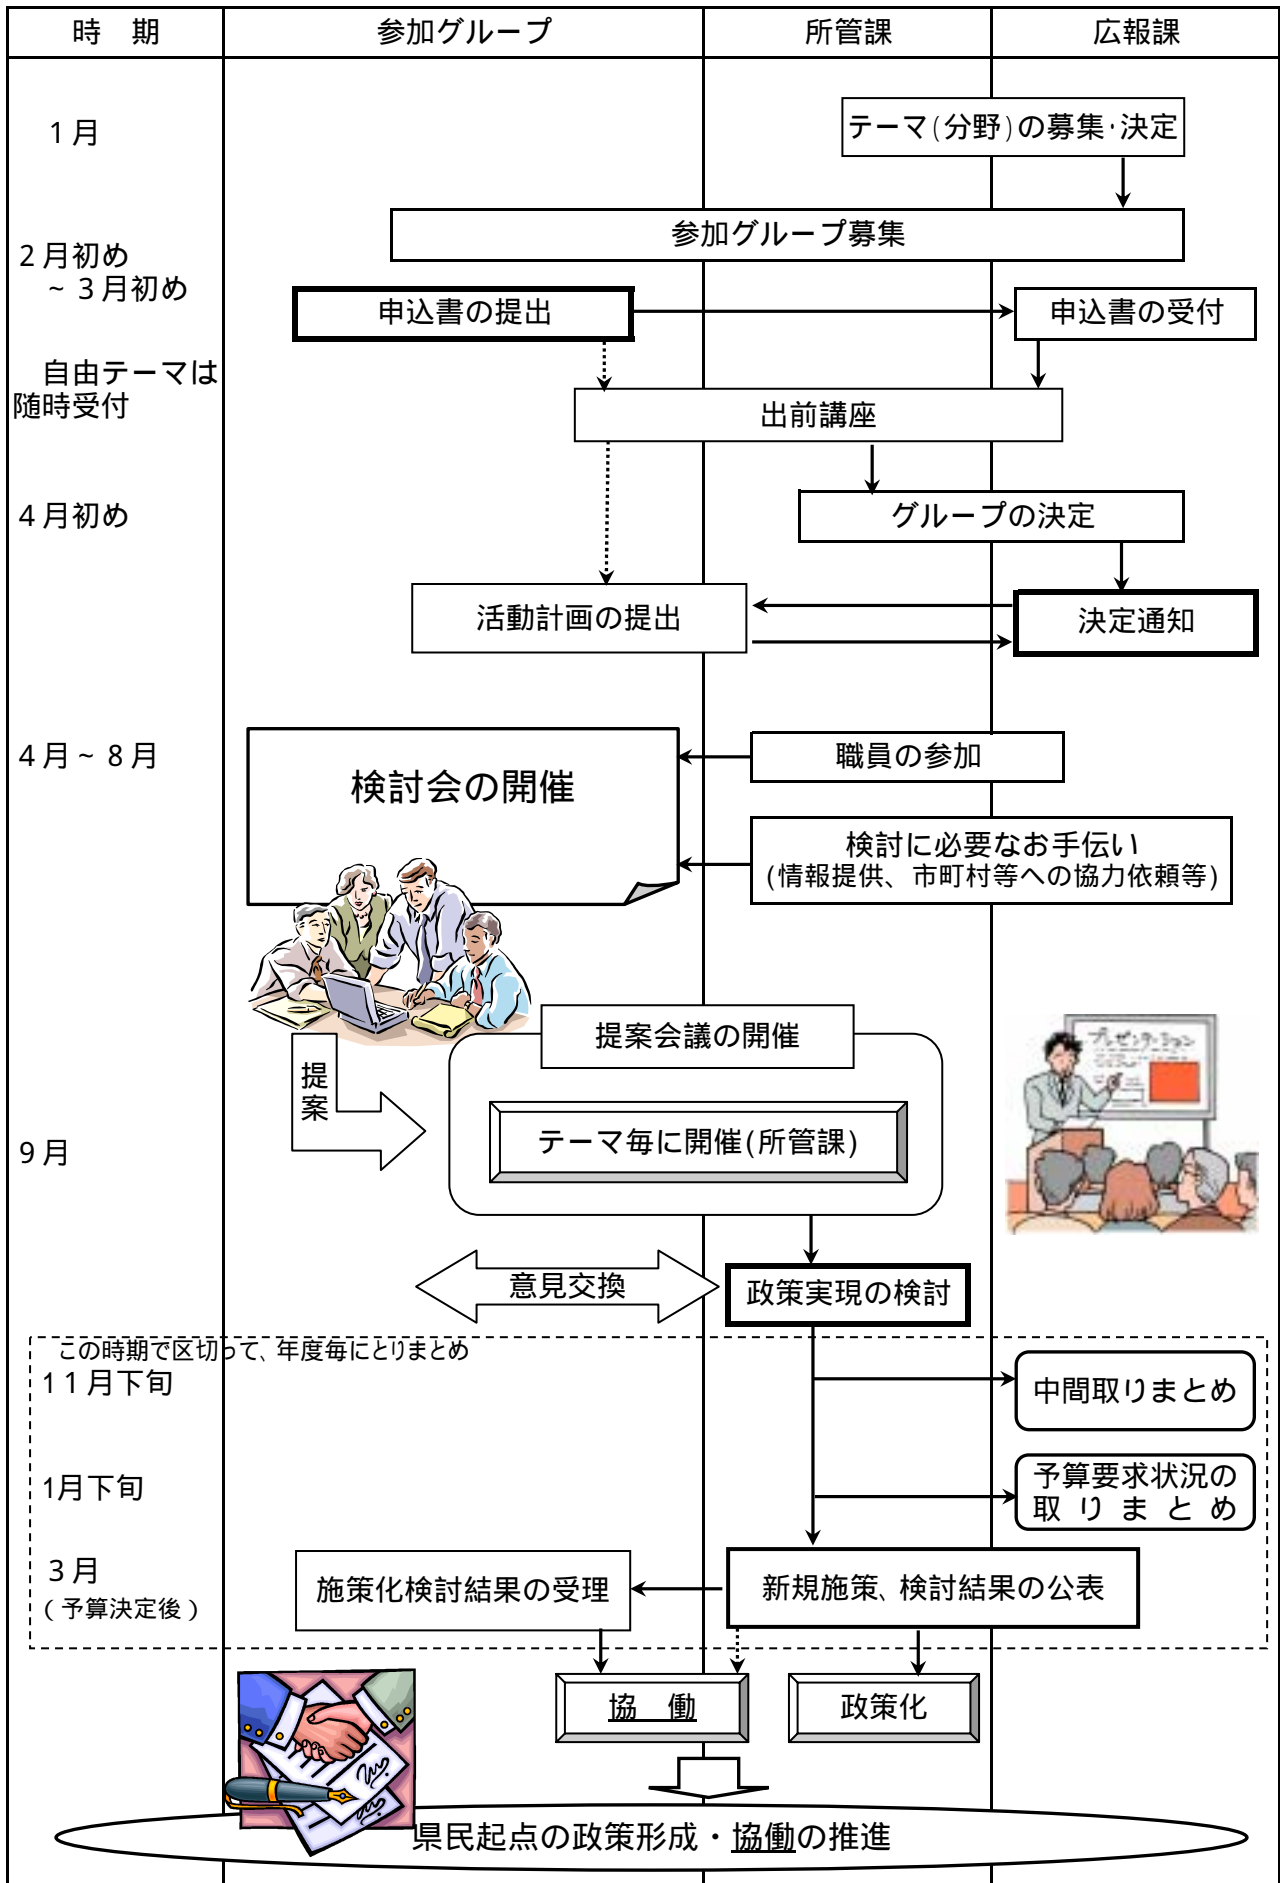 時　期
参加グループ
所管課
広報課
1月
テーマ(分野)の募集・決定
参加グループ募集
2月初め
～3月初め
申込書の提出
申込書の受付
自由テーマは
随時受付
出前講座
4月初め
グループの決定
活動計画の提出
決定通知
4月～8月
検討会の開催
職員の参加
検討に必要なお手伝い
(情報提供、市町村等への協力依頼等)
提案会議の開催
プレゼンテーション
提案
テーマ毎に開催(所管課)
9月
意見交換
政策実現の検討
この時期で区切って、年度毎にとりまとめ
11月下旬
中間取りまとめ
1月下旬
予算要求状況の
取りまとめ
3月
(予算決定後)
施策化検討結果の受理
新規施策、検討結果の公表
協　働
政策化
県民起点の政策形成・協働の推進